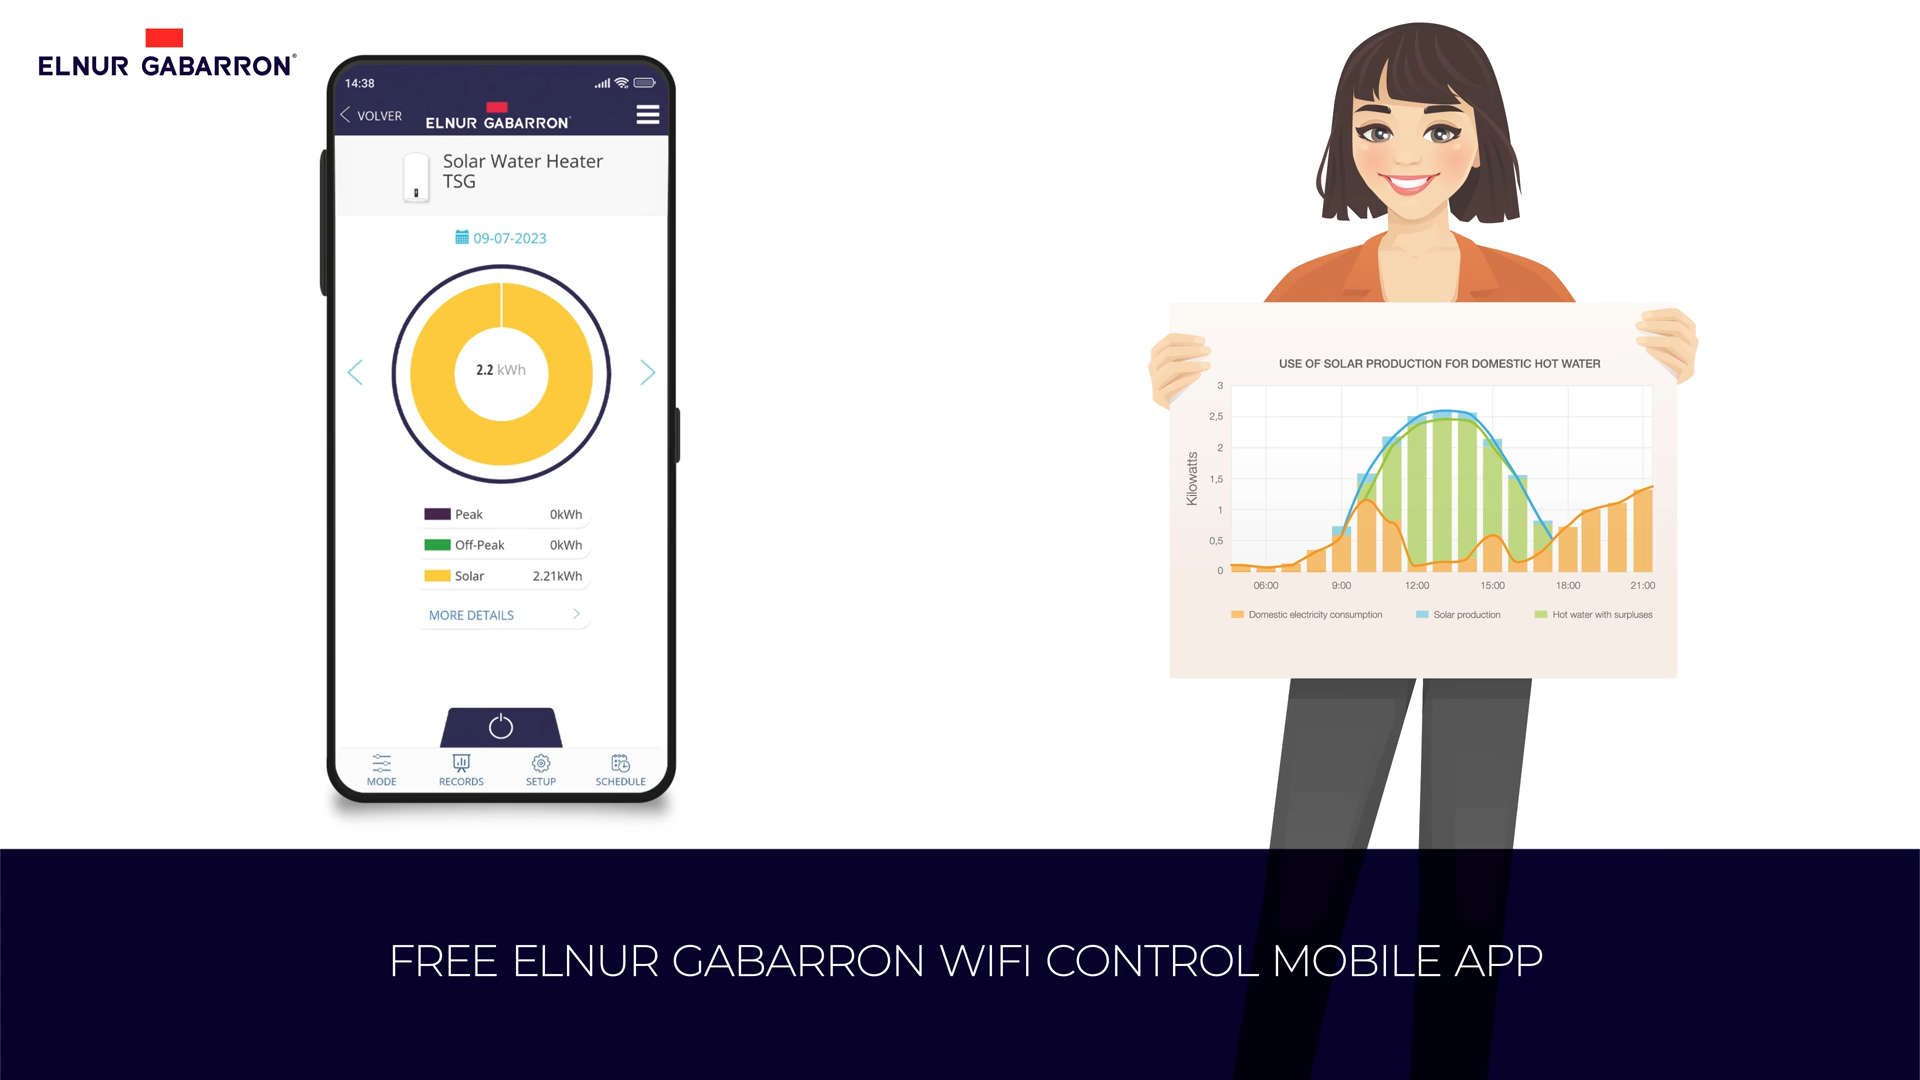 ELNUR GABARRON®
14:38
VOLVER
ELNUR GABARRON
Solar Water Heater
TSG
09-07-2023
2.2 kWh
Peak 0kWh
Off-Peak 0kWh
Solar 2.21kWh
MORE DETAILS
MODE RECORDS SETUP SCHEDULE
USE OF SOLAR PRODUCTION FOR DOMESTIC HOT WATER
Kilowatts
3
2,5
2
1,5
1
0,5
0
06:00 9:00 12:00 15:00 18:00 21:00
Domestic electricity consumption Solar production Hot water with surpluses
FREE ELNUR GABARRON WIFI CONTROL MOBILE APP